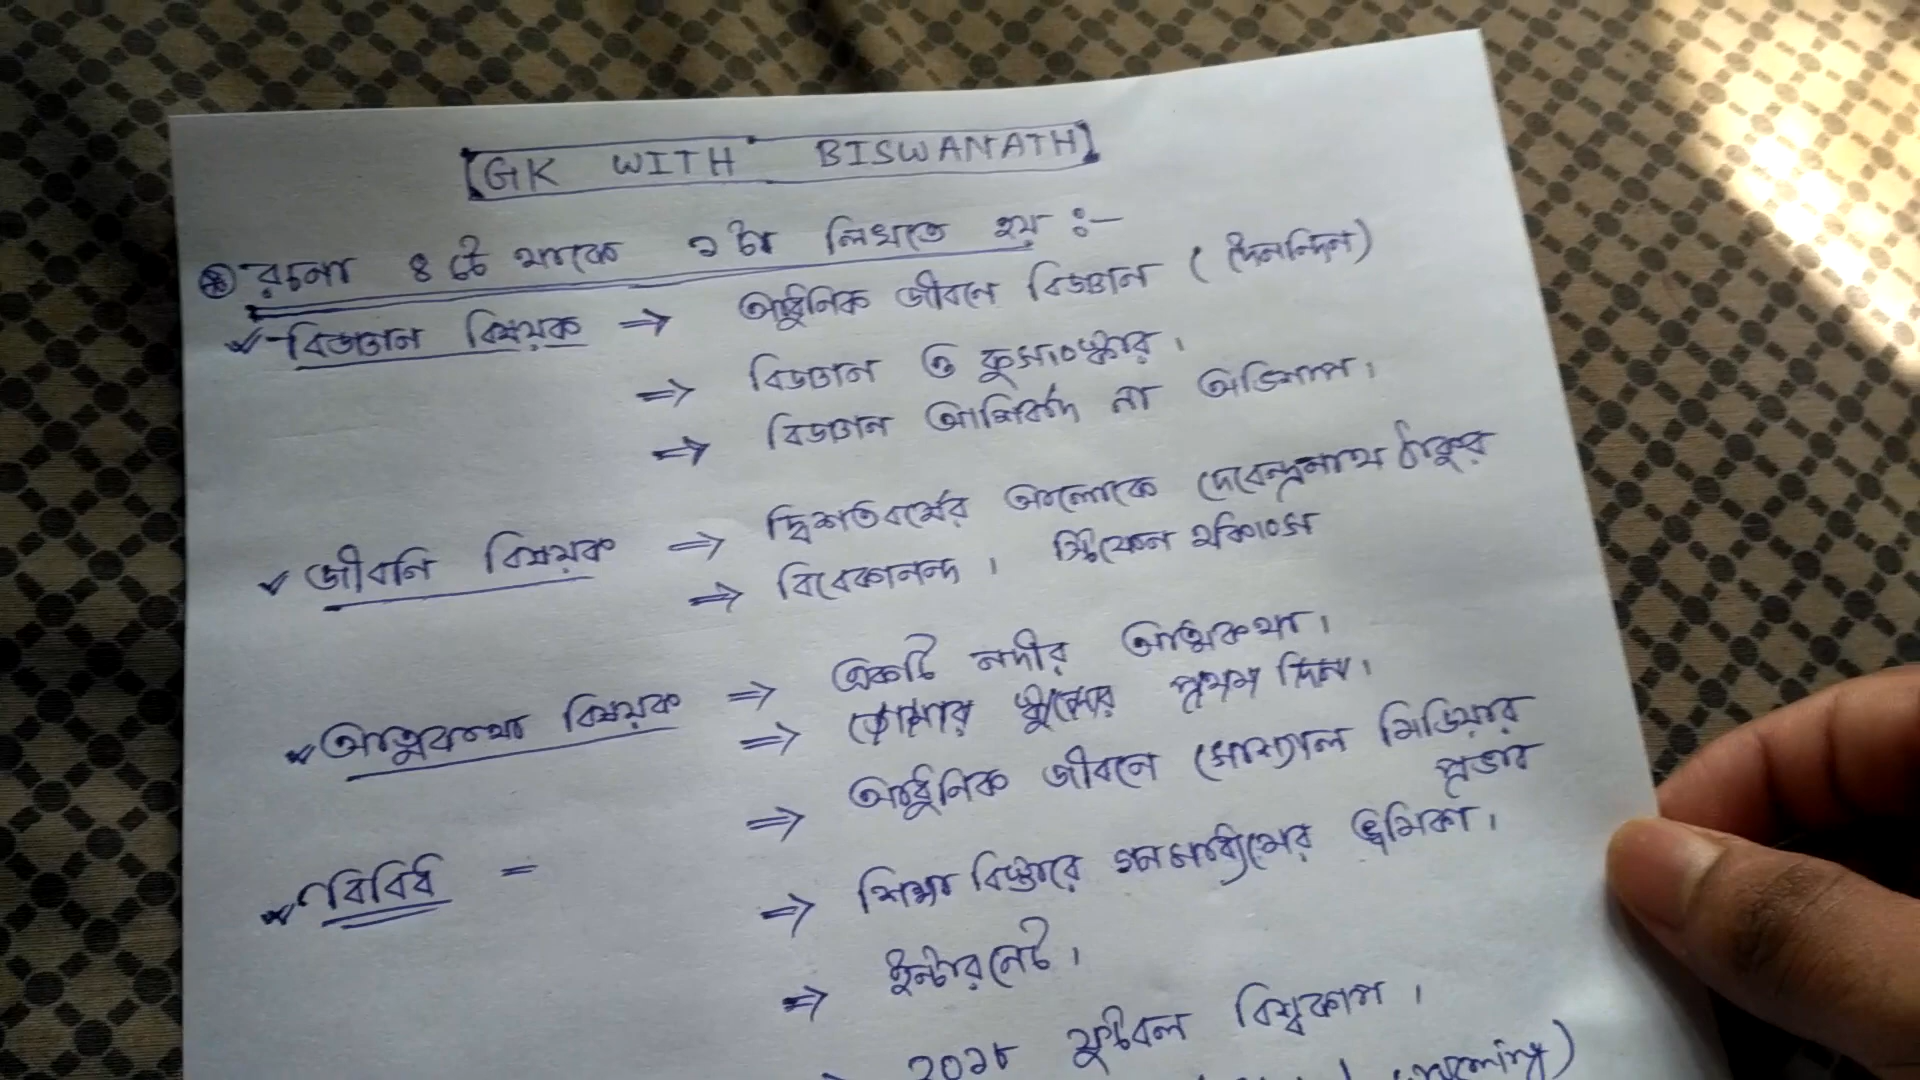 GK WITH BISWANATH
রচনা ৪টে থাকে ১টা লিখতে হয় :-
বিজ্ঞান বিষয়ক ⇒ আধুনিক জীবনে বিজ্ঞান (দৈনন্দিন)
⇒ বিজ্ঞান ও কুসংস্কার।
⇒ বিজ্ঞান আশির্বাদ না অভিশাপ।
জীবনি বিষয়ক ⇒ দ্বিশতবর্ষের আলোকে দেবেন্দ্রনাথ ঠাকুর
⇒ বিবেকানন্দ। স্টিফেন হকিংস
আত্মকথা বিষয়ক ⇒ একটি নদীর আত্মকথা।
⇒ তোমার স্কুলের প্রথম দিন।
⇒ আধুনিক জীবনে সোশ্যাল মিডিয়ার প্রভাব
বিবিধ = ⇒ শিক্ষা বিস্তারে গনমাধ্যমের ভূমিকা।
⇒ ইন্টারনেট।
২০১৮ ফুটবল বিশ্বকাপ।